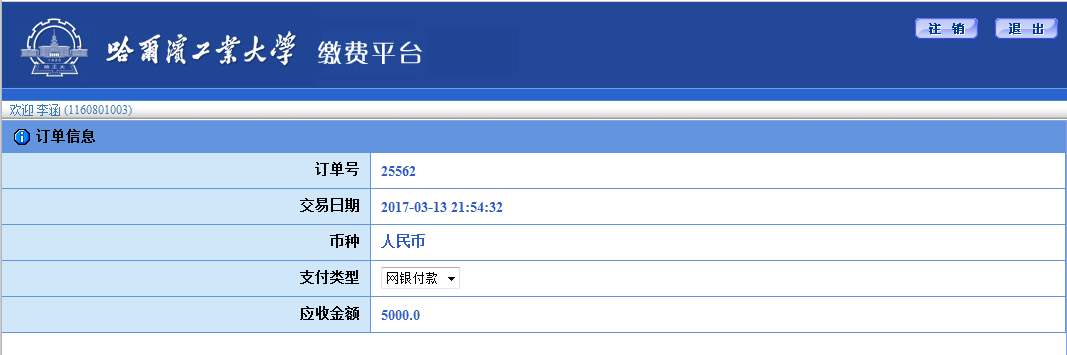 哈爾濱工業大學 缴费平台
注 销
退 出
欢迎 李涵 (1160801003)
订单信息
订单号 25562
交易日期 2017-03-13 21:54:32
币种 人民币
支付类型 网银付款
应收金额 5000.0